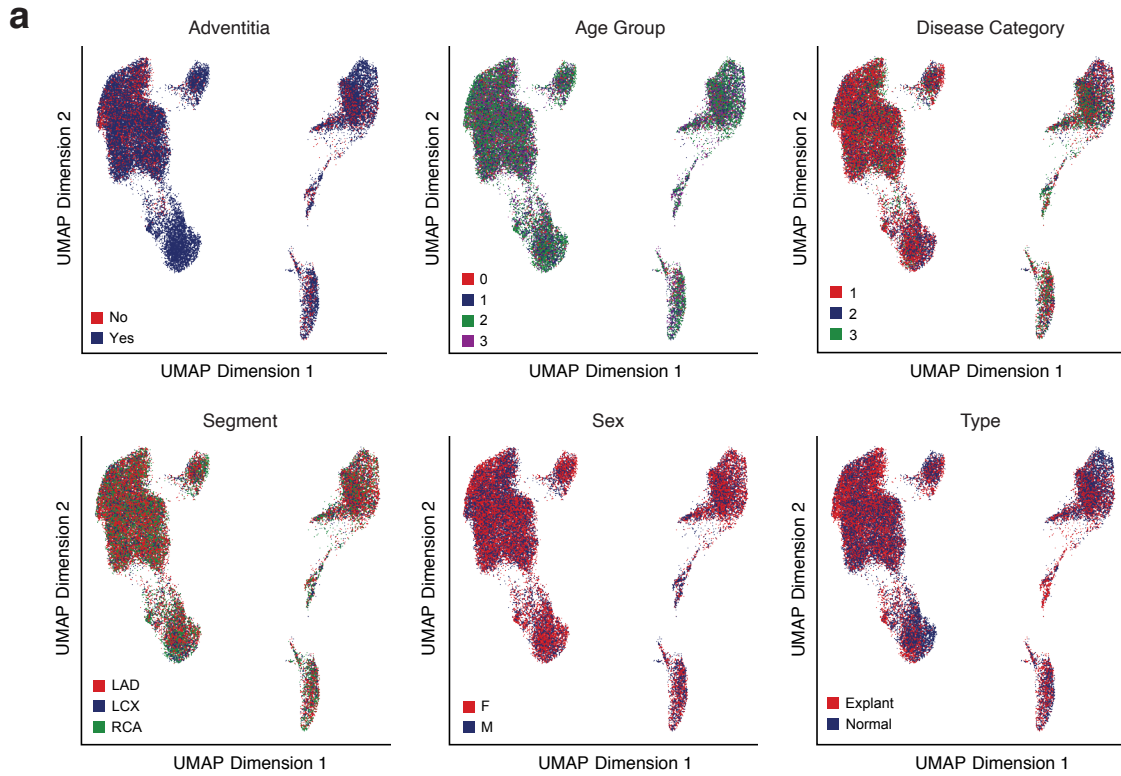 a
Adventitia
UMAP Dimension 2
No
Yes
UMAP Dimension 1
Age Group
UMAP Dimension 2
0
1
2
3
UMAP Dimension 1
Disease Category
UMAP Dimension 2
1
2
3
UMAP Dimension 1
Segment
UMAP Dimension 2
LAD
LCX
RCA
UMAP Dimension 1
Sex
UMAP Dimension 2
F
M
UMAP Dimension 1
Type
UMAP Dimension 2
Explant
Normal
UMAP Dimension 1